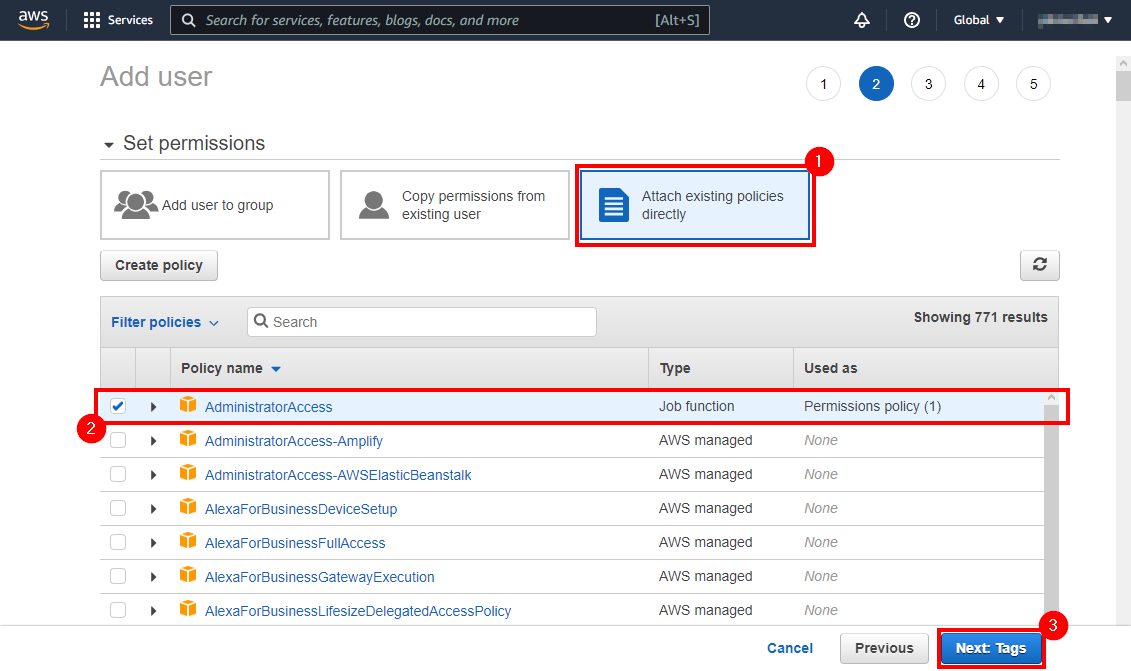 aws
Services
Search for services, features, blogs, docs, and more [Alt+S]
Global
Add user
1 2 3 4 5
Set permissions
1
Add user to group
Copy permissions from
existing user
Attach existing policies
directly
Create policy
Filter policies
Search
Showing 771 results
Policy name Type Used as
AdministratorAccess Job function Permissions policy (1)
2
AdministratorAccess-Amplify AWS managed None
AdministratorAccess-AWSElasticBeanstalk AWS managed None
AlexaForBusinessDeviceSetup AWS managed None
AlexaForBusinessFullAccess AWS managed None
AlexaForBusinessGatewayExecution AWS managed None
AlexaForBusinessLifesizeDelegatedAccessPolicy AWS managed None
3
Cancel Previous Next: Tags